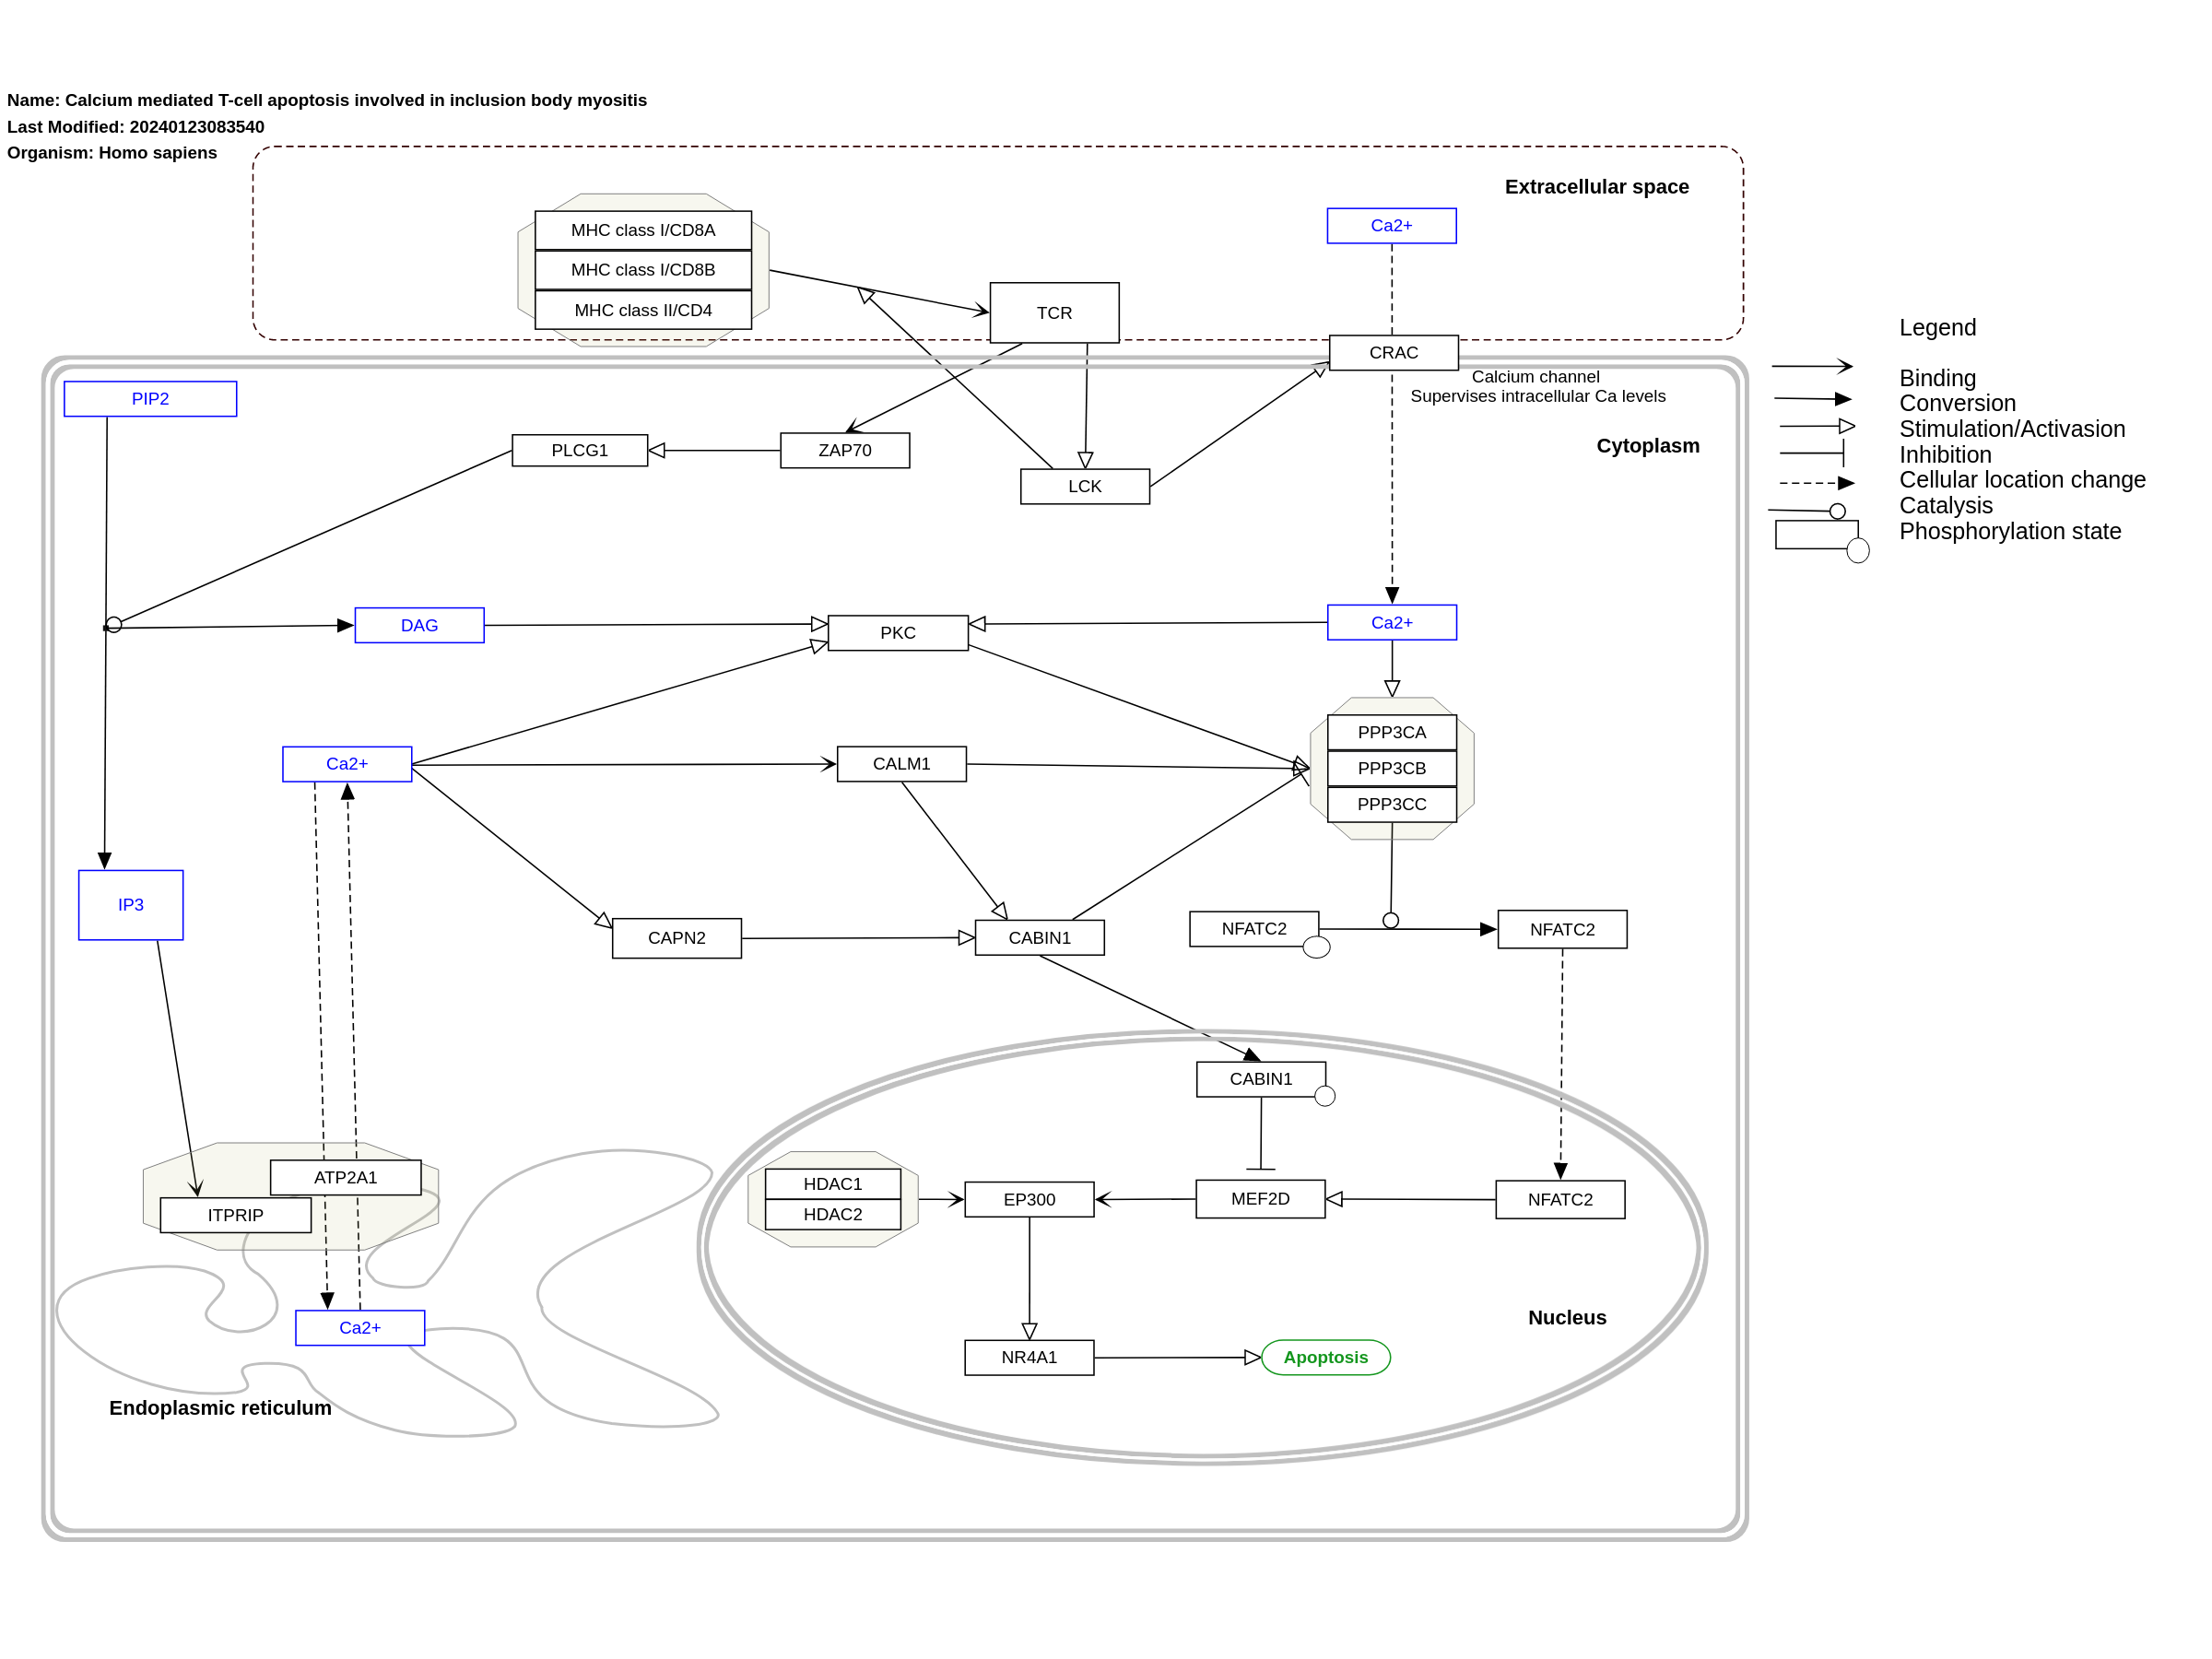 Name: Calcium mediated T-cell apoptosis involved in inclusion body myositis
Last Modified: 20240123083540
Organism: Homo sapiens
Extracellular space
MHC class I/CD8A
MHC class I/CD8B
MHC class II/CD4
TCR
Ca2+
CRAC
Calcium channel
Supervises intracellular Ca levels
Legend
Binding
Conversion
Stimulation/Activasion
Inhibition
Cellular location change
Catalysis
Phosphorylation state
PIP2
PLCG1
ZAP70
LCK
Cytoplasm
DAG
PKC
Ca2+
Ca2+
CALM1
PPP3CA
PPP3CB
PPP3CC
IP3
CAPN2
CABIN1
NFATC2
NFATC2
CABIN1
ATP2A1
ITPRIP
HDAC1
HDAC2
EP300
MEF2D
NFATC2
Ca2+
Nucleus
NR4A1
Apoptosis
Endoplasmic reticulum